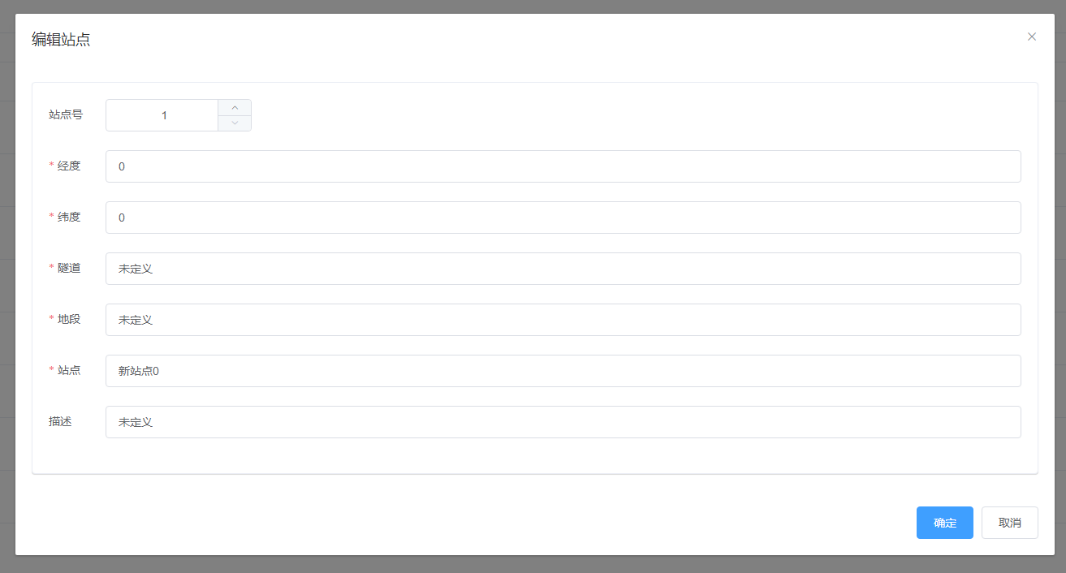 编辑站点
站点号 1
* 经度 0
* 纬度 0
* 隧道 未定义
* 地段 未定义
* 站点 新站点0
描述 未定义
确定 取消